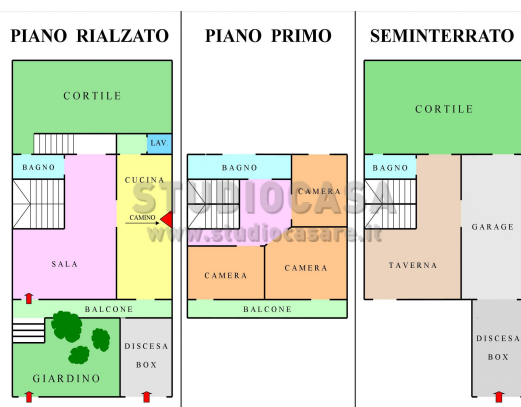 PIANO RIALZATO
CORTILE
LAV.
BAGNO
CUCINA
CAMINO
SALA
BALCONE
GIARDINO
DISCESA
BOX
PIANO PRIMO
BAGNO
CAMERA
CAMERA
CAMERA
BALCONE
SEMINTERRATO
CORTILE
BAGNO
GARAGE
TAVERNA
DISCESA
BOX
STUDIOCASA
www.studiocasare.it